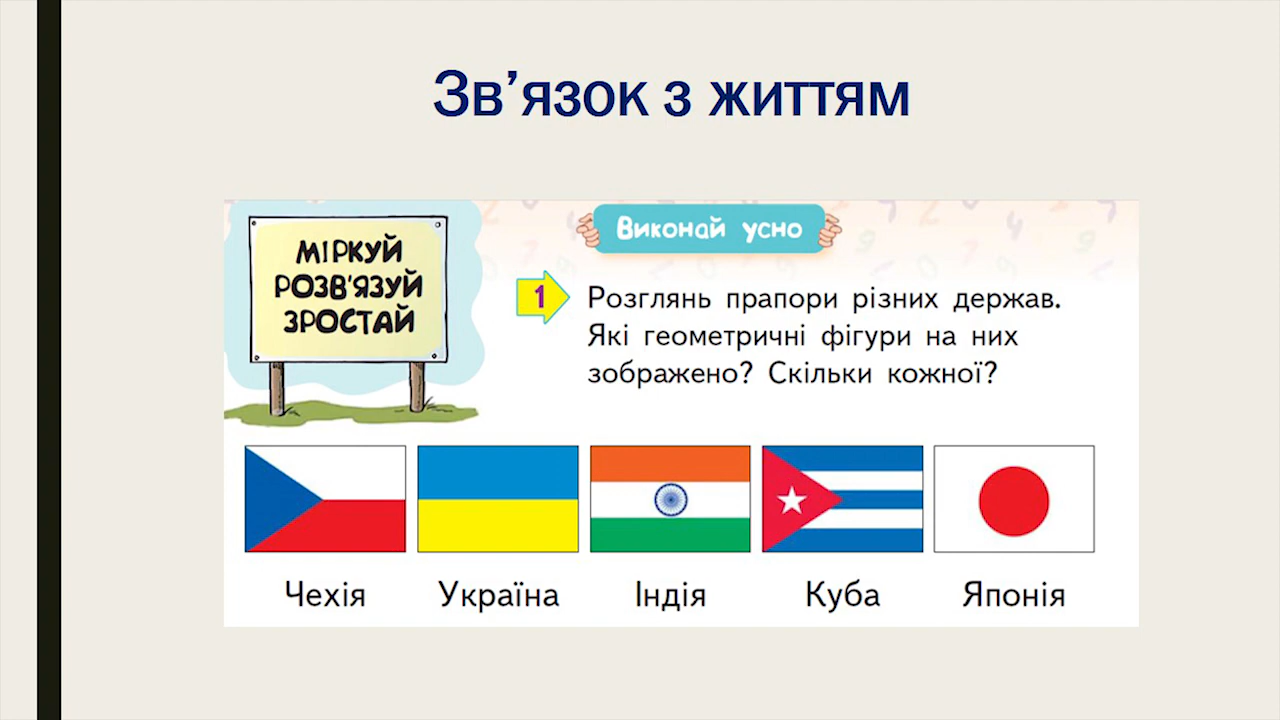 Зв’язок з життям
МІРКУЙ
РОЗВ'ЯЗУЙ
ЗРОСТАЙ
Виконай усно
1
Розглянь прапори різних держав.
Які геометричні фігури на них
зображено? Скільки кожної?
Чехія Україна Індія Куба Японія